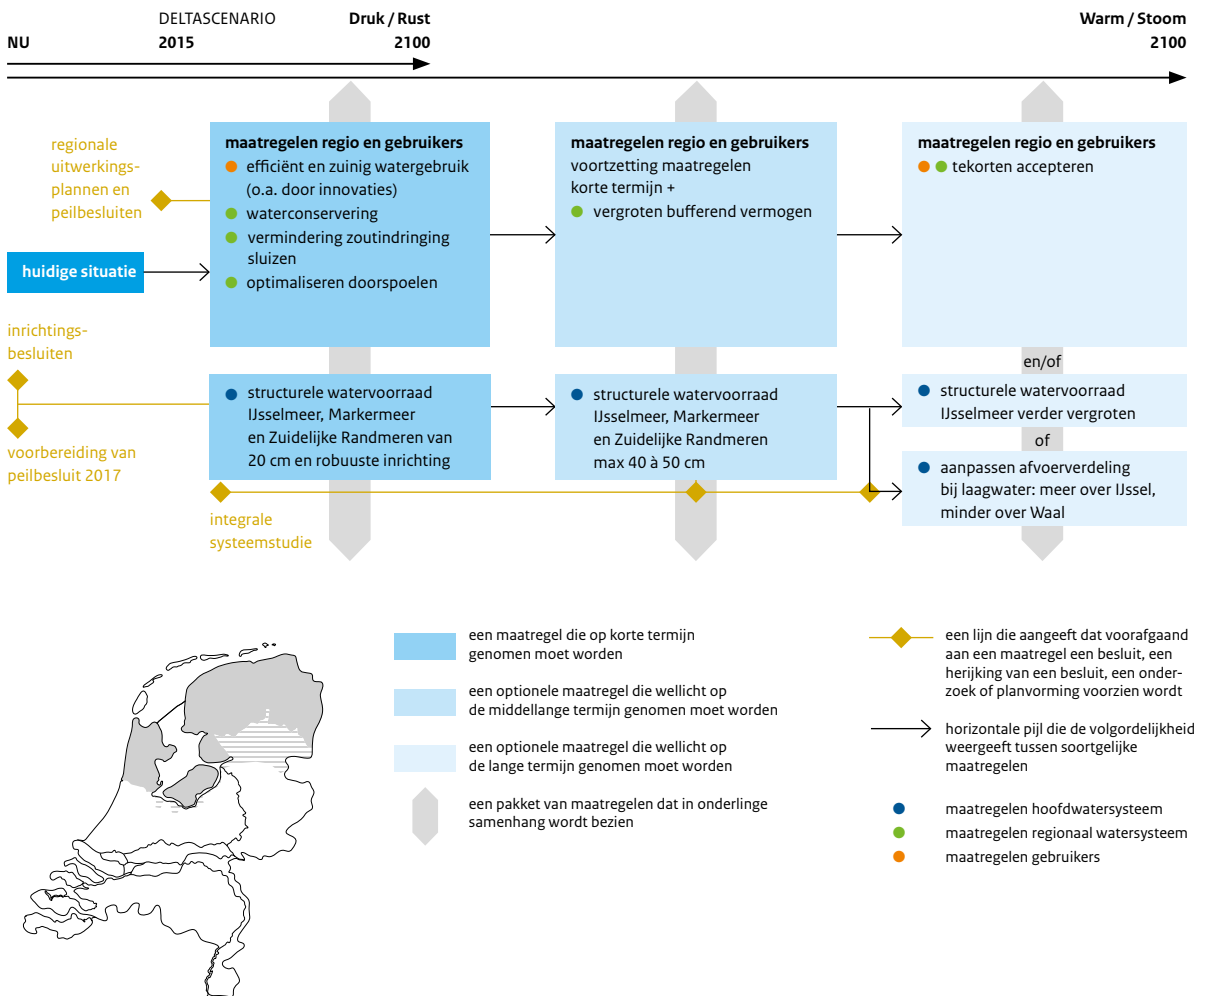 DELTASCENARIO
Druk / Rust
Warm / Stoom
NU
2015
2100
2100
regionale
uitwerkings-
plannen en
peilbesluiten
huidige situatie
inrichtings-
besluiten
voorbereiding van
peilbesluit 2017
maatregelen regio en gebruikers
efficiënt en zuinig watergebruik
(o.a. door innovaties)
waterconservering
vermindering zoutindringing
sluizen
optimaliseren doorspoelen
maatregelen regio en gebruikers
voortzetting maatregelen
korte termijn +
vergroten bufferend vermogen
maatregelen regio en gebruikers
tekorten accepteren
en/of
structurele watervoorraad
IJsselmeer, Markermeer
en Zuidelijke Randmeren van
20 cm en robuuste inrichting
structurele watervoorraad
IJsselmeer, Markermeer
en Zuidelijke Randmeren
max 40 à 50 cm
structurele watervoorraad
IJsselmeer verder vergroten
of
aanpassen afvoerverdeling
bij laagwater: meer over IJssel,
minder over Waal
integrale
systeemstudie
een maatregel die op korte termijn
genomen moet worden
een optionele maatregel die wellicht op
de middellange termijn genomen moet worden
een optionele maatregel die wellicht op
de lange termijn genomen moet worden
een pakket van maatregelen dat in onderlinge
samenhang wordt bezien
een lijn die aangeeft dat voorafgaand
aan een maatregel een besluit, een
herijking van een besluit, een onder-
zoek of planvorming voorzien wordt
horizontale pijl die de volgordelijkheid
weergeeft tussen soortgelijke
maatregelen
maatregelen hoofdwatersysteem
maatregelen regionaal watersysteem
maatregelen gebruikers